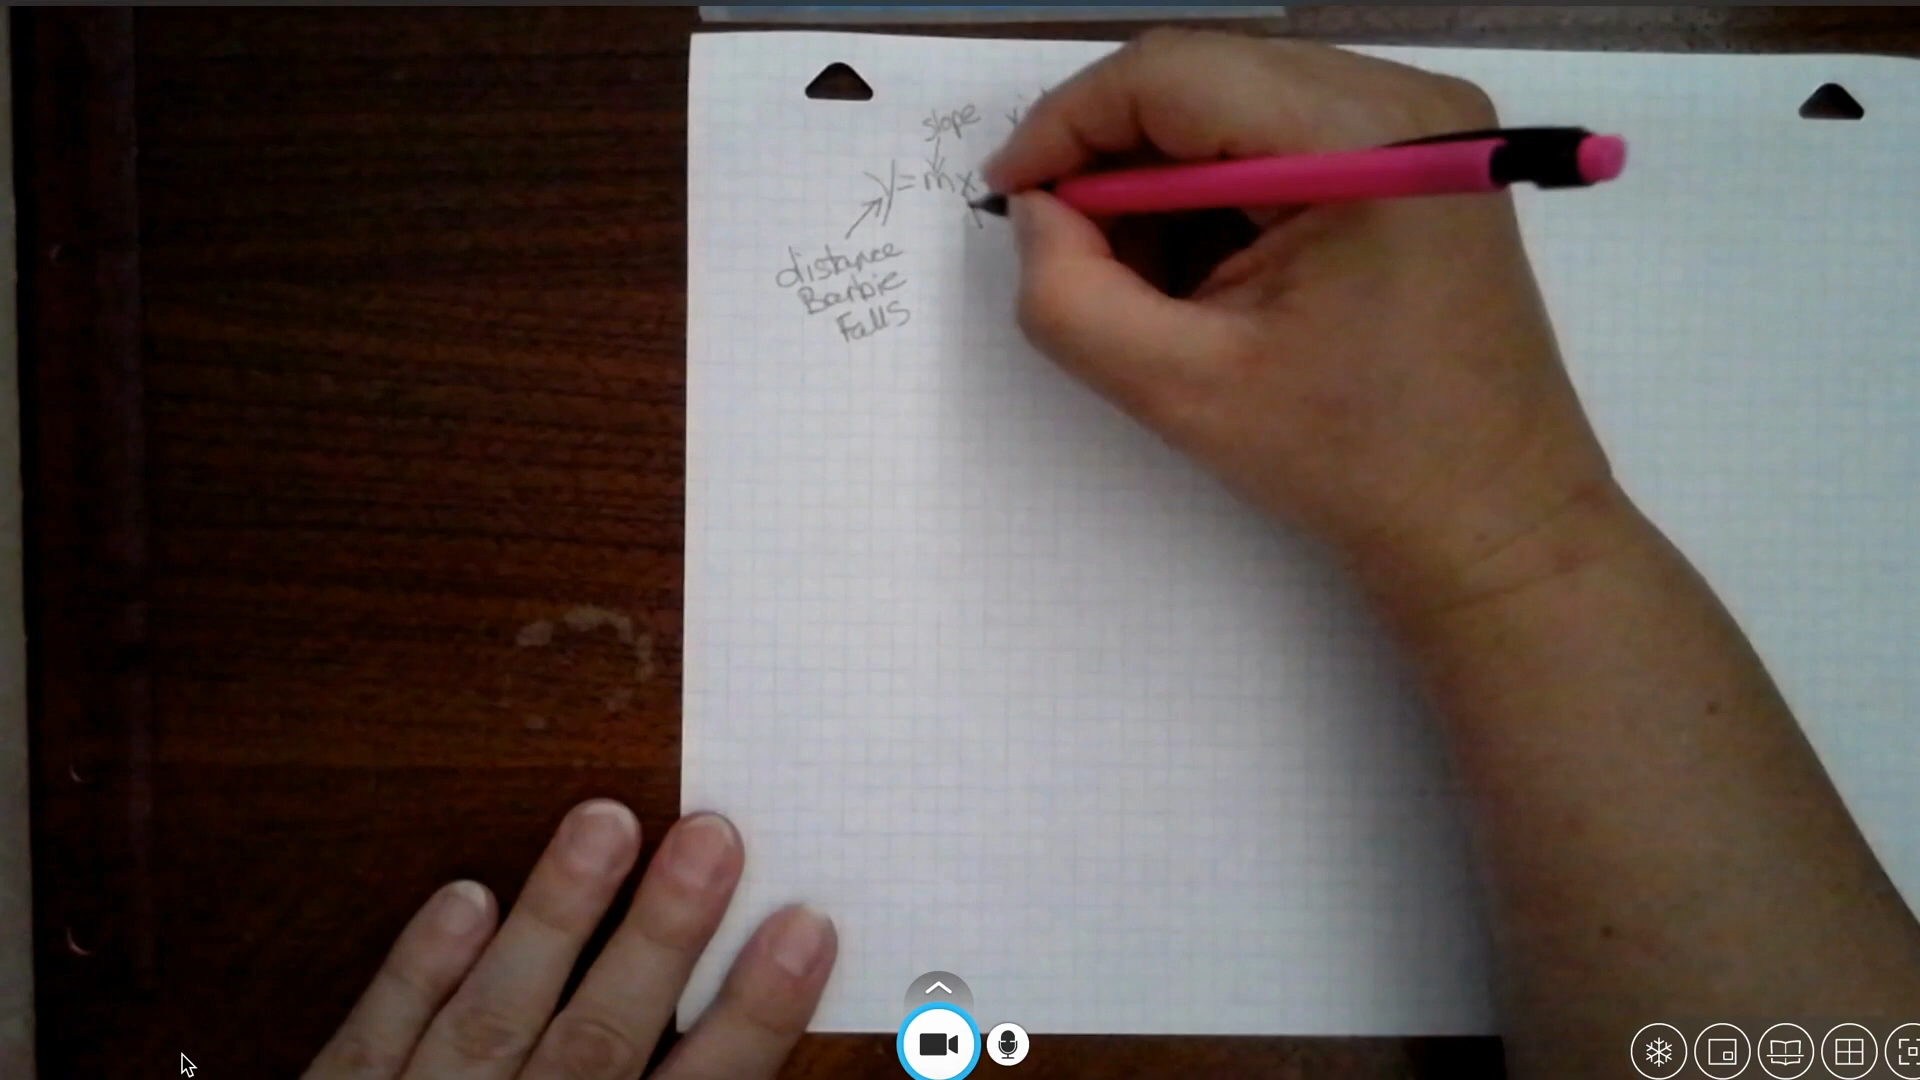 slope
y = mx
distance
Barbie
Falls